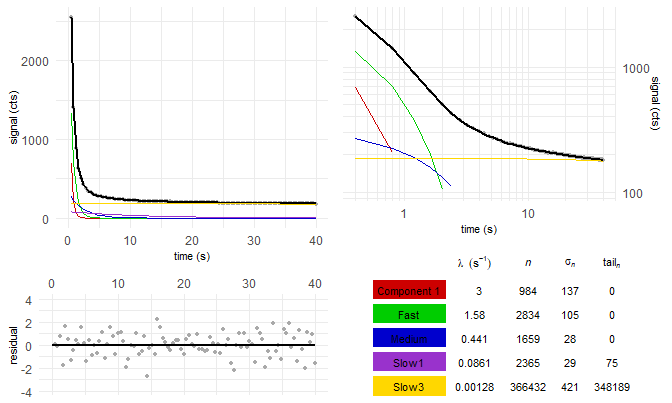 2000
1000
0
signal (cts)
0 10 20 30 40
time (s)
1000
100
signal (cts)
1 10
time (s)
0 10 20 30 40
4
2
0
-2
-4
residual
λ (s⁻¹) n σₙ tailₙ
Component 1 3 984 137 0
Fast 1.58 2834 105 0
Medium 0.441 1659 28 0
Slow1 0.0861 2365 29 75
Slow3 0.00128 366432 421 348189